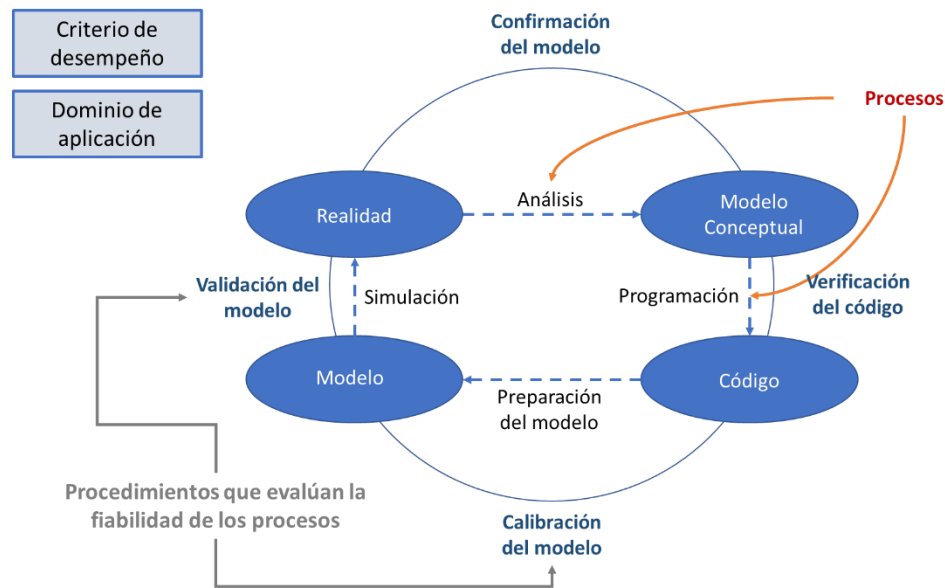 Criterio de
desempeño
Dominio de
aplicación
Confirmación
del modelo
Procesos
Realidad
Análisis
Modelo
Conceptual
Validación del
modelo
Simulación
Programación
Verificación
del código
Modelo
Preparación
del modelo
Código
Procedimientos que evalúan la
fiabilidad de los procesos
Calibración
del modelo